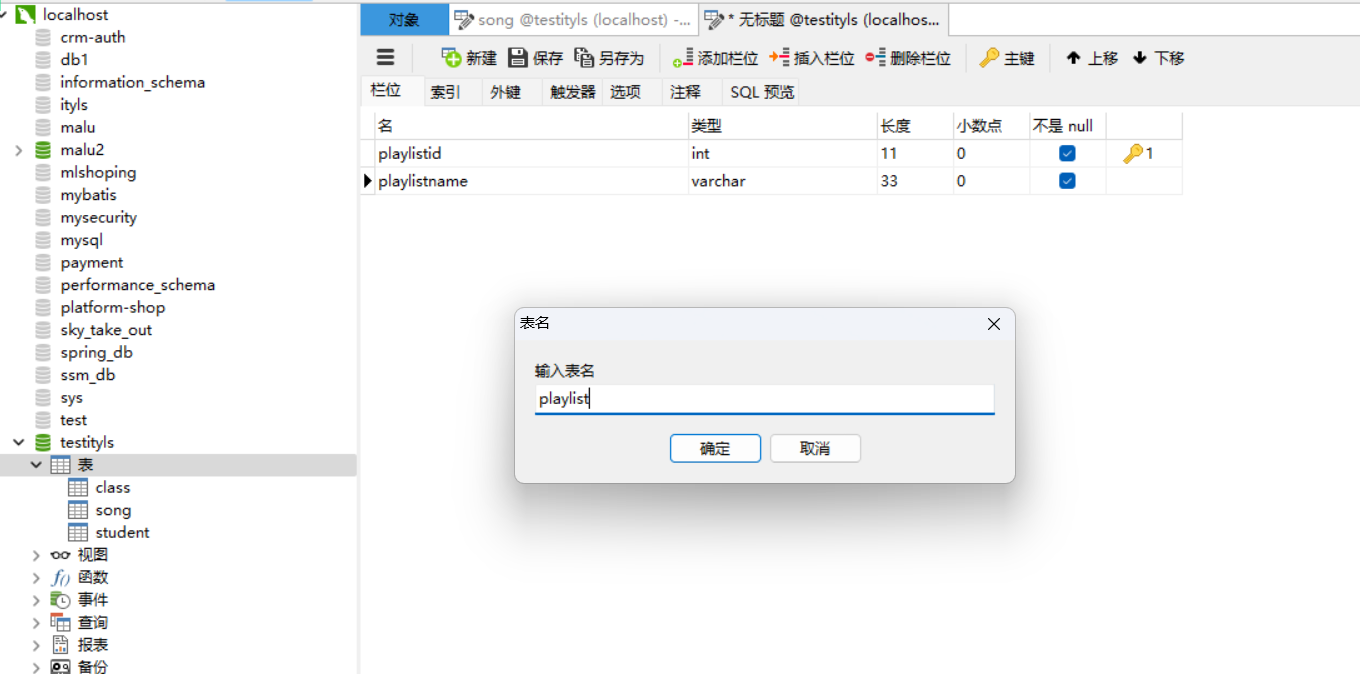 localhost
crm-auth
db1
information_schema
ityls
malu
malu2
mlshoping
mybatis
mysecurity
mysql
payment
performance_schema
platform-shop
sky_take_out
spring_db
ssm_db
sys
test
testityls
表
class
song
student
视图
函数
事件
查询
报表
备份
对象 song @testityls (localhost) -... * 无标题 @testityls (localhos...
新建 保存 另存为 添加栏位 插入栏位 删除栏位 主键 上移 下移
栏位 索引 外键 触发器 选项 注释 SQL 预览
名 类型 长度 小数点 不是 null
playlistid int 11 0 1
playlistname varchar 33 0
表名
输入表名
playlist
确定 取消